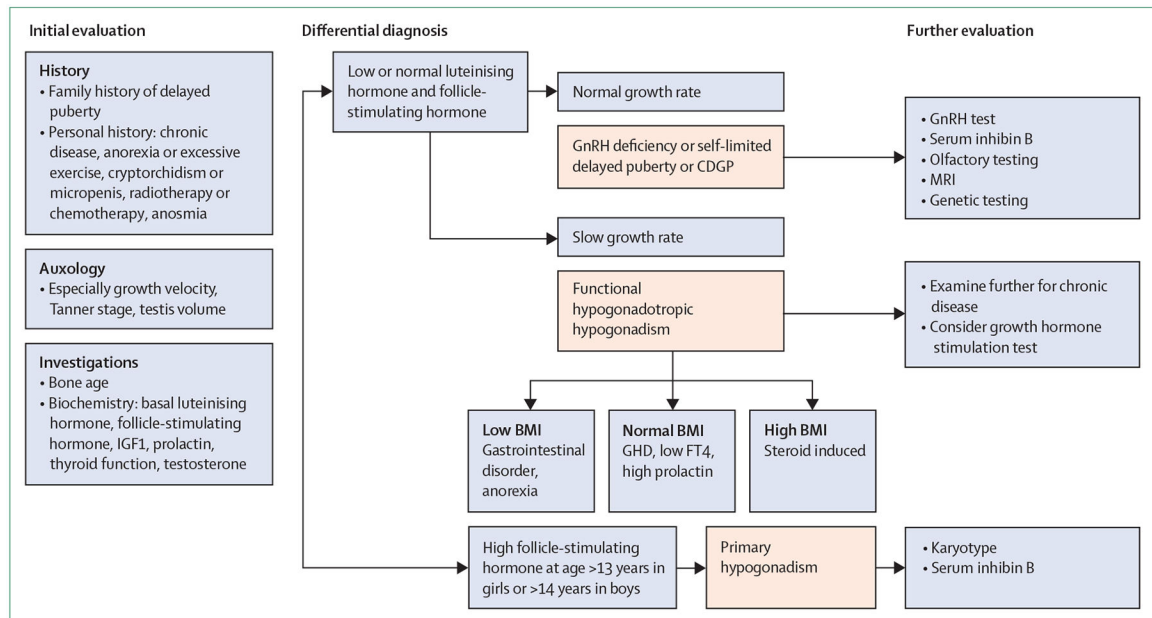 Initial evaluation
History
• Family history of delayed
puberty
• Personal history: chronic
disease, anorexia or excessive
exercise, cryptorchidism or
micropenis, radiotherapy or
chemotherapy, anosmia
Auxology
• Especially growth velocity,
Tanner stage, testis volume
Investigations
• Bone age
• Biochemistry: basal luteinising
hormone, follicle-stimulating
hormone, IGF1, prolactin,
thyroid function, testosterone
Differential diagnosis
Low or normal luteinising
hormone and follicle-
stimulating hormone
Normal growth rate
GnRH deficiency or self-limited
delayed puberty or CDGP
Slow growth rate
Functional
hypogonadotropic
hypogonadism
Low BMI
Gastrointestinal
disorder,
anorexia
Normal BMI
GHD, low FT4,
high prolactin
High BMI
Steroid induced
High follicle-stimulating
hormone at age >13 years in
girls or >14 years in boys
Primary
hypogonadism
Further evaluation
• GnRH test
• Serum inhibin B
• Olfactory testing
• MRI
• Genetic testing
• Examine further for chronic
disease
• Consider growth hormone
stimulation test
• Karyotype
• Serum inhibin B